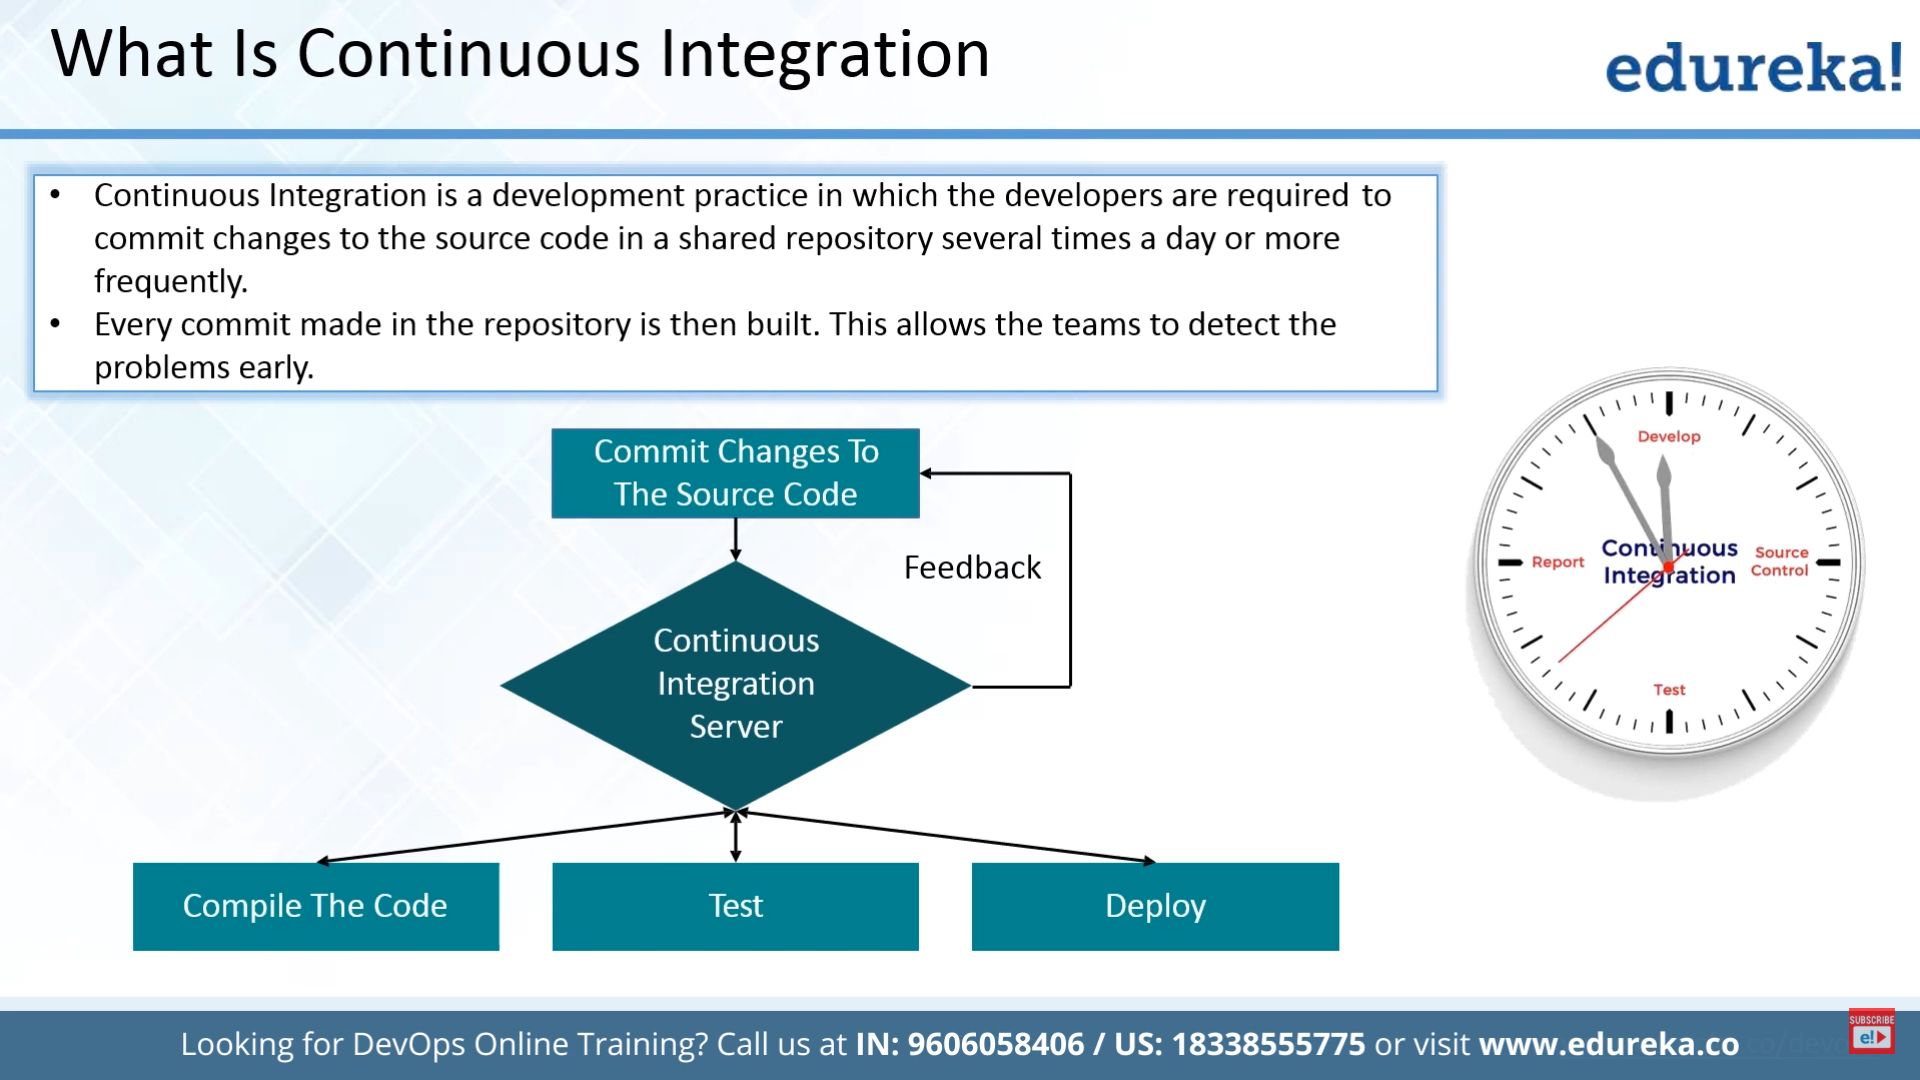 What Is Continuous Integration
edureka!
• Continuous Integration is a development practice in which the developers are required to
commit changes to the source code in a shared repository several times a day or more
frequently.
• Every commit made in the repository is then built. This allows the teams to detect the
problems early.
Commit Changes To
The Source Code
Feedback
Continuous
Integration
Server
Compile The Code
Test
Deploy
Develop
Report
Continuous
Integration
Source
Control
Test
Looking for DevOps Online Training? Call us at IN: 9606058406 / US: 18338555775 or visit www.edureka.co
SUBSCRIBE
e!